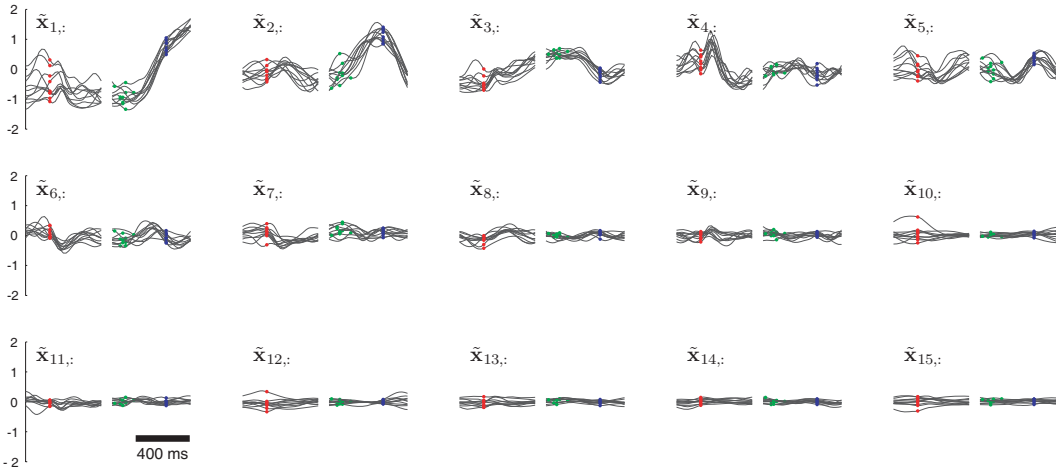 2
1
0
-1
-2
x̃1,:
x̃2,:
x̃3,:
x̃4,:
x̃5,:
2
1
0
-1
-2
x̃6,:
x̃7,:
x̃8,:
x̃9,:
x̃10,:
2
1
0
-1
- 2
x̃11,:
x̃12,:
x̃13,:
x̃14,:
x̃15,:
400 ms